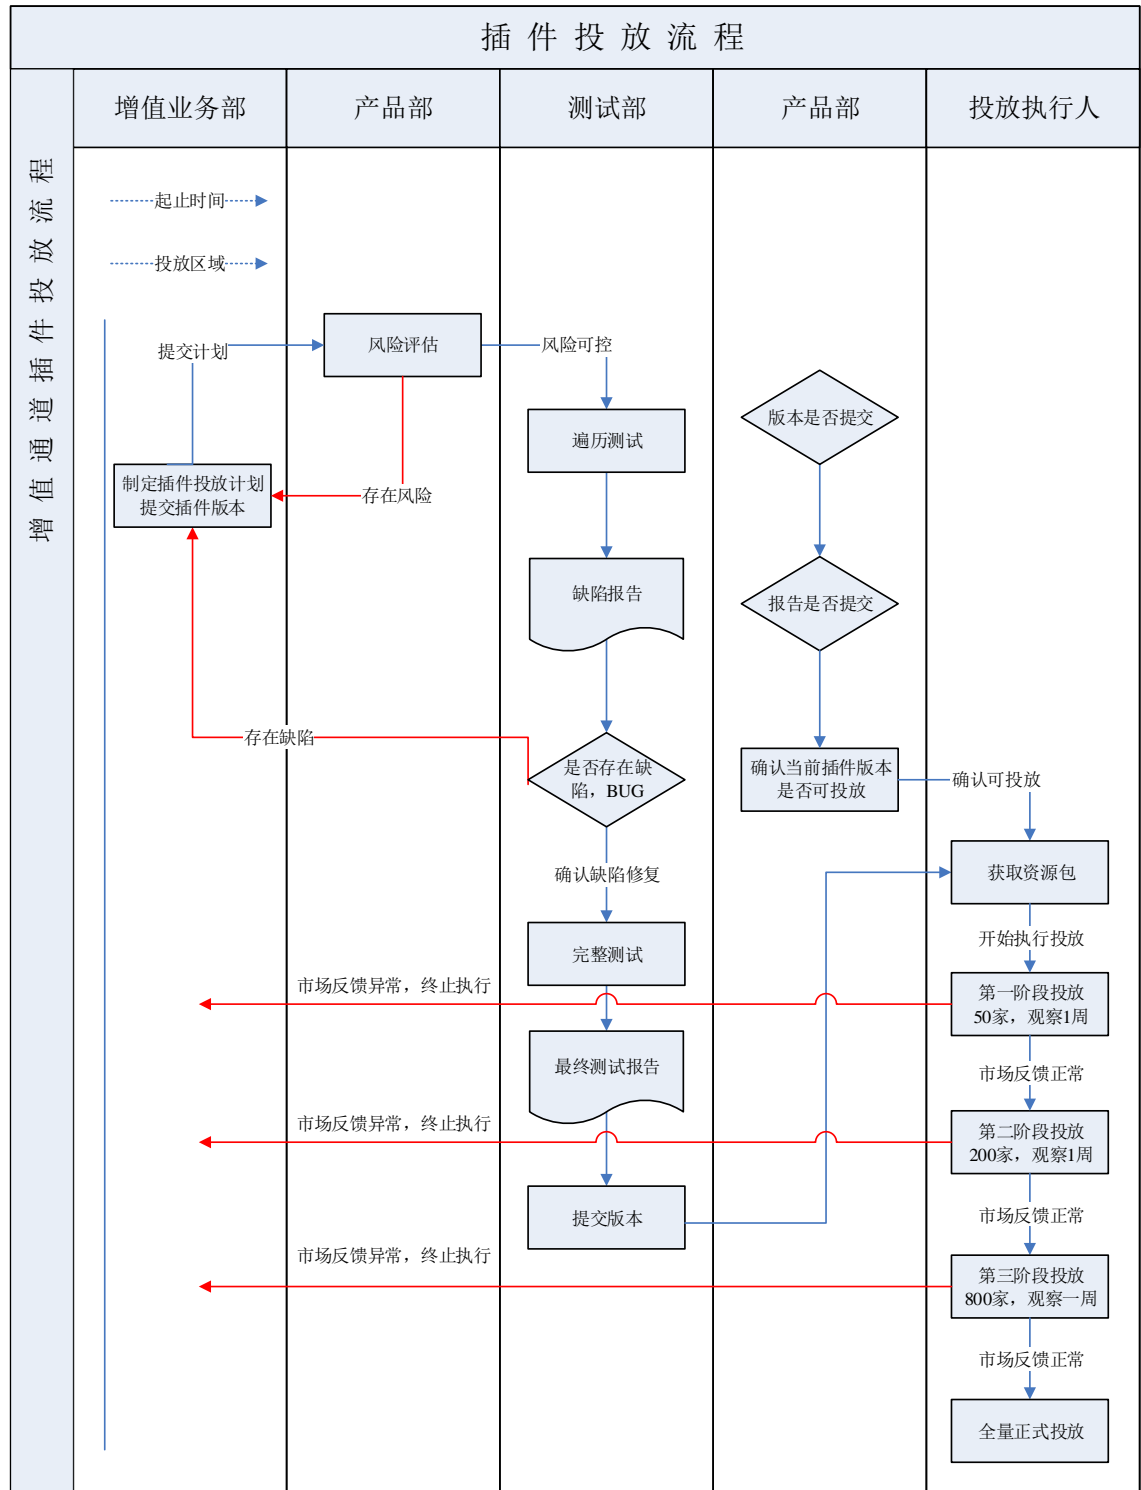 插件投放流程
增值通道插件投放流程
增值业务部
产品部
测试部
产品部
投放执行人
起止时间
投放区域
提交计划
风险评估
风险可控
版本是否提交
遍历测试
制定插件投放计划
提交插件版本
存在风险
缺陷报告
报告是否提交
存在缺陷
是否存在缺
陷，BUG
确认当前插件版本
是否可投放
确认可投放
确认缺陷修复
获取资源包
开始执行投放
完整测试
市场反馈异常，终止执行
第一阶段投放
50家，观察1周
最终测试报告
市场反馈正常
市场反馈异常，终止执行
第二阶段投放
200家，观察1周
提交版本
市场反馈正常
市场反馈异常，终止执行
第三阶段投放
800家，观察一周
市场反馈正常
全量正式投放